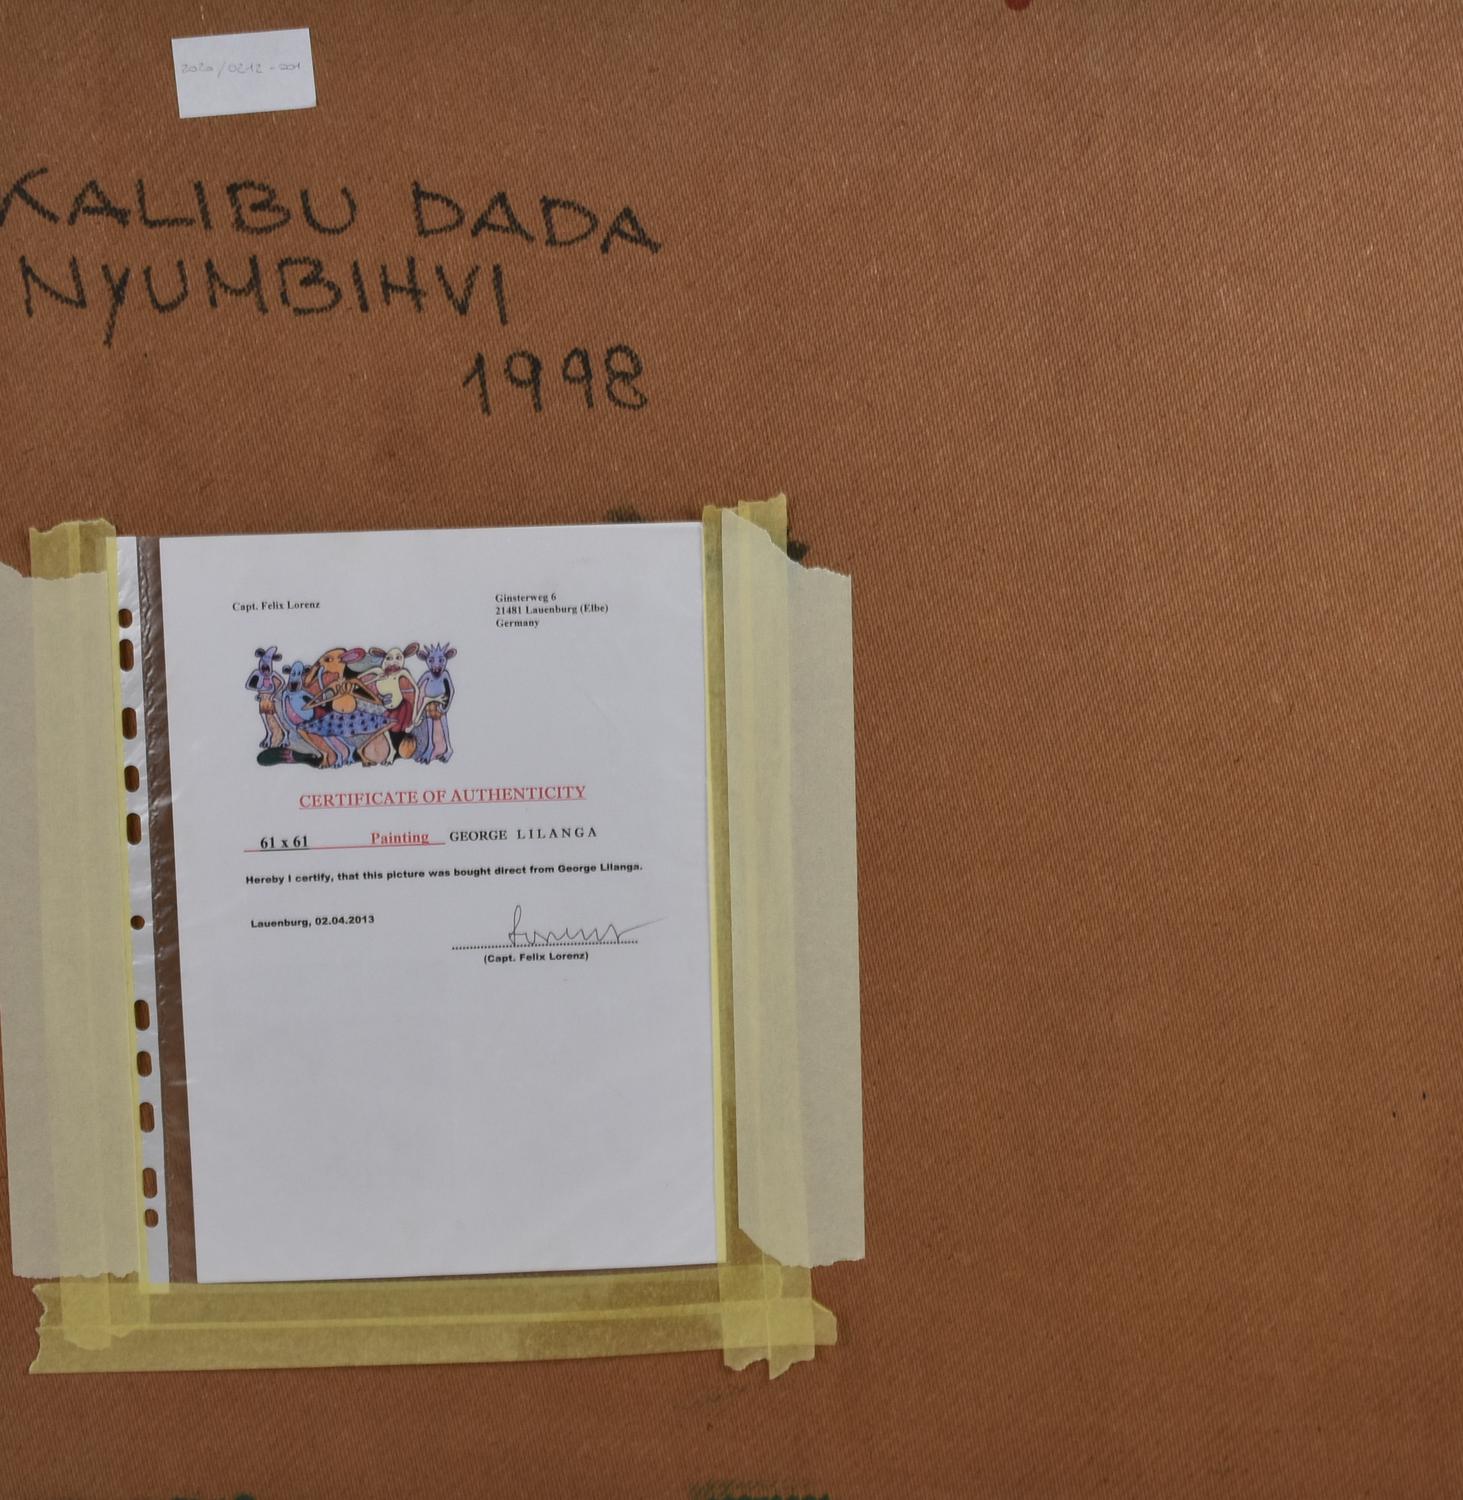 2020/0212-001
KALIBU DADA
NYUMBIHVI
1998
Capt. Felix Lorenz
Ginsterweg 6
21481 Lauenburg (Elbe)
Germany
CERTIFICATE OF AUTHENTICITY
61 x 61 Painting GEORGE LILANGA
Hereby I certify, that this picture was bought direct from George Lilanga.
Lauenburg, 02.04.2013
Lorenz
(Capt. Felix Lorenz)